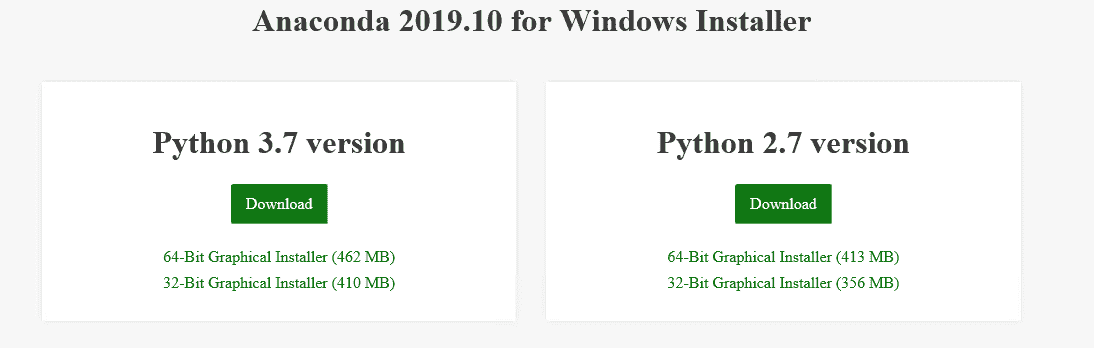 Anaconda 2019.10 for Windows Installer
Python 3.7 version
Download
64-Bit Graphical Installer (462 MB)
32-Bit Graphical Installer (410 MB)
Python 2.7 version
Download
64-Bit Graphical Installer (413 MB)
32-Bit Graphical Installer (356 MB)